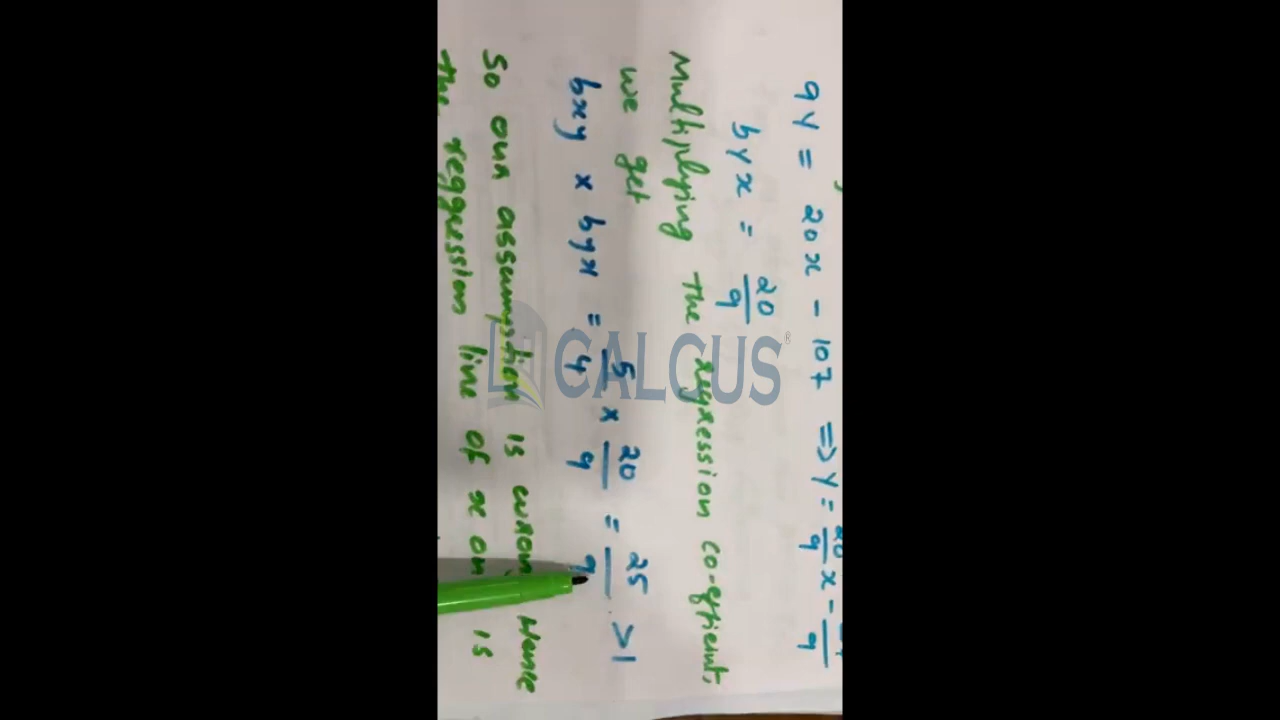 9y = 20x - 107 ⇒ y = 20/9 x -
byx = 20/9
Multiplying the regression co-efficient,
we get
bxy x byx = 5/4 x 20/9 = 25/9 >1
So our assumption is wrong Hence
the regression line of x on is
CALCUS®